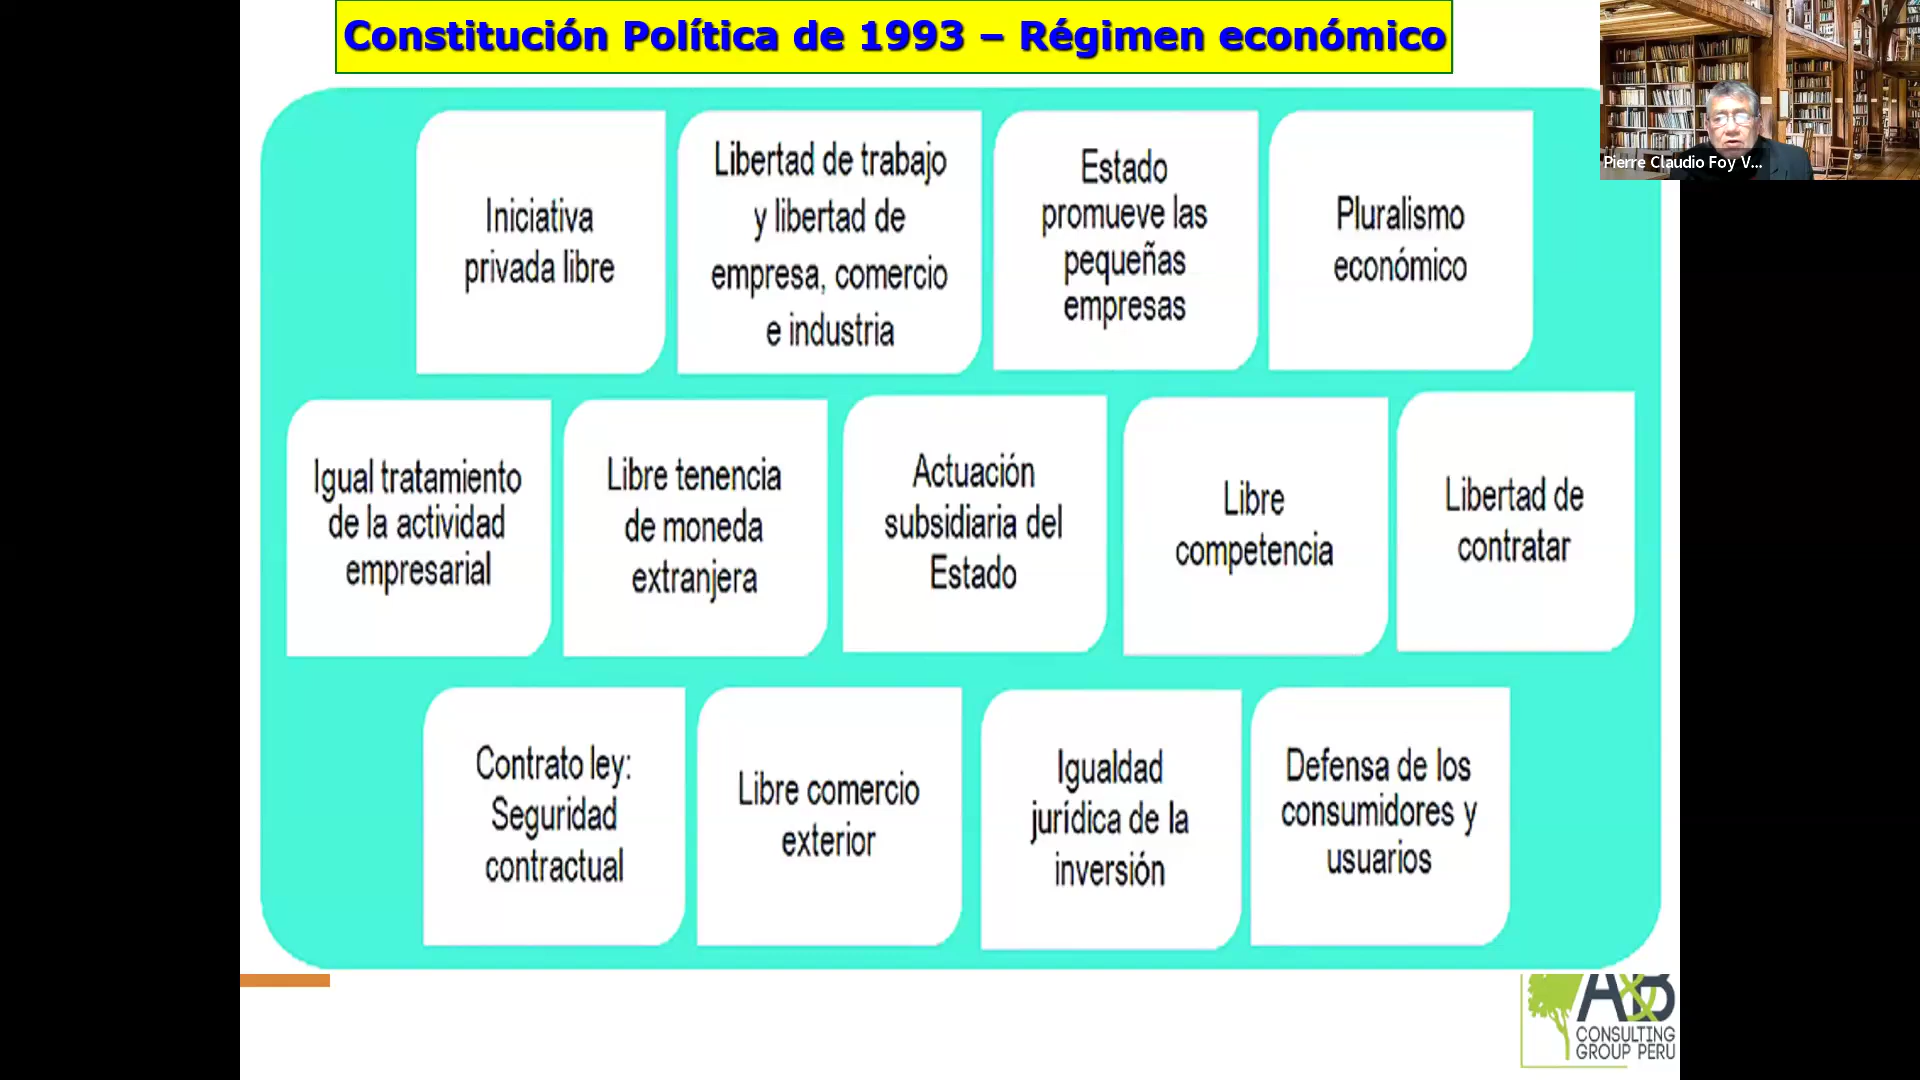 Constitución Política de 1993 – Régimen económico
Pierre Claudio Foy V...
Iniciativa
privada libre
Libertad de trabajo
y libertad de
empresa, comercio
e industria
Estado
promueve las
pequeñas
empresas
Pluralismo
económico
Igual tratamiento
de la actividad
empresarial
Libre tenencia
de moneda
extranjera
Actuación
subsidiaria del
Estado
Libre
competencia
Libertad de
contratar
Contrato ley:
Seguridad
contractual
Libre comercio
exterior
Igualdad
jurídica de la
inversión
Defensa de los
consumidores y
usuarios
A&B
CONSULTING
GROUP PERU